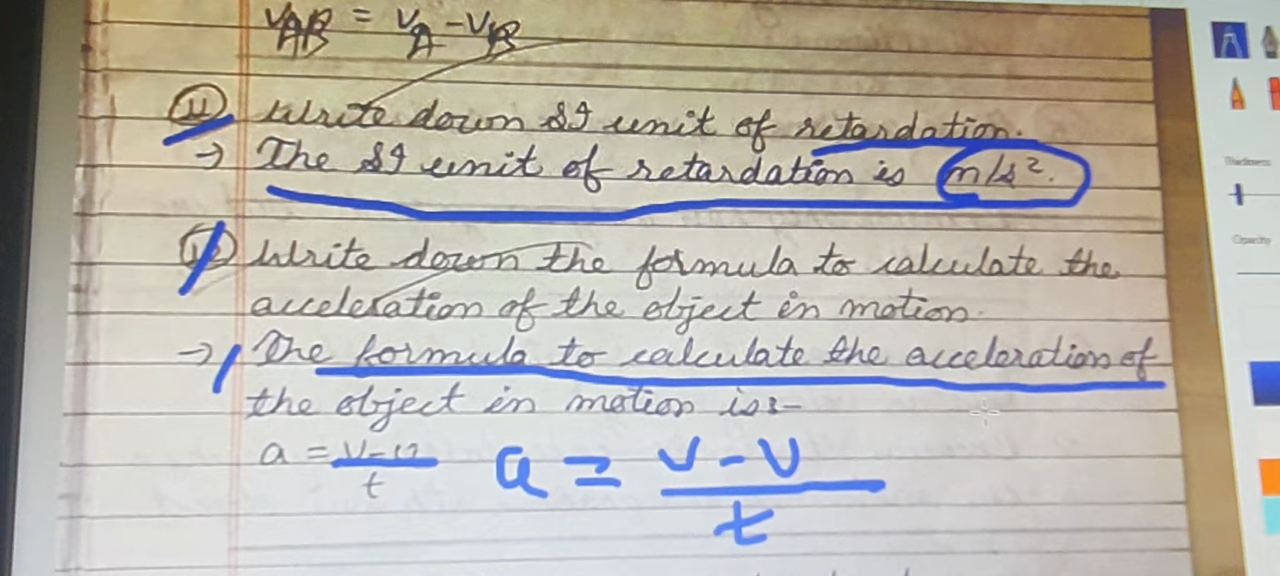 VAB = VA - VB
(11) Write down SI unit of retardation.
→ The SI unit of retardation is m/s².
Write down the formula to calculate the
acceleration of the object in motion.
→ The formula to calculate the acceleration of
the object in motion is:-
a = v-u/t a = v-v/t
Thickness
Opacity